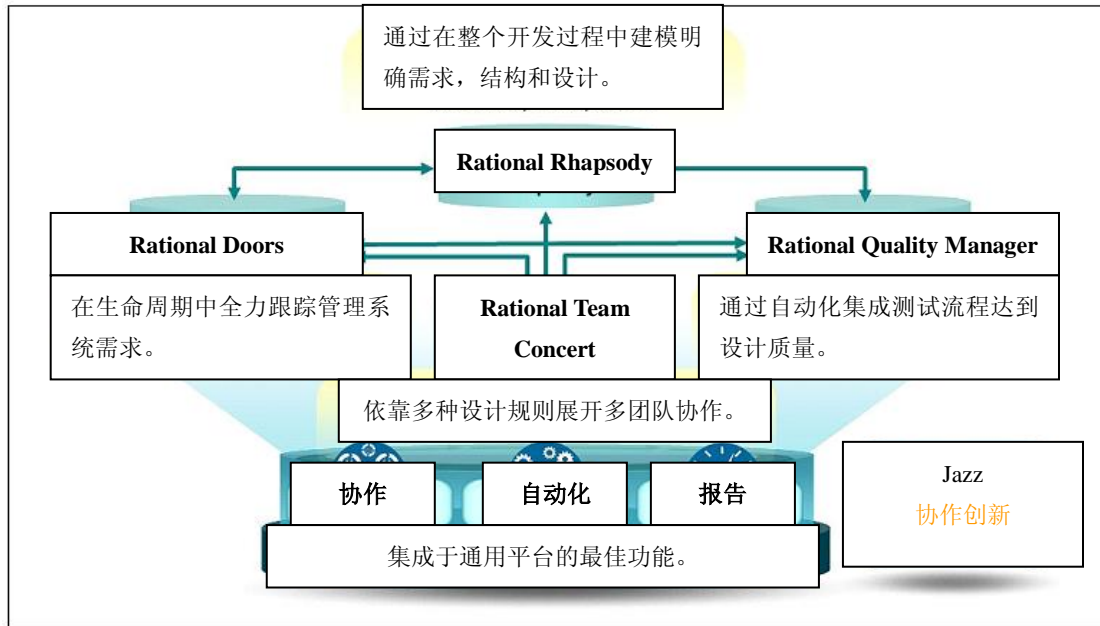 通过在整个开发过程中建模明
确需求，结构和设计。
Rational Rhapsody
Rational Doors
在生命周期中全力跟踪管理系
统需求。
Rational Team
Concert
Rational Quality Manager
通过自动化集成测试流程达到
设计质量。
依靠多种设计规则展开多团队协作。
协作
自动化
报告
集成于通用平台的最佳功能。
Jazz
协作创新